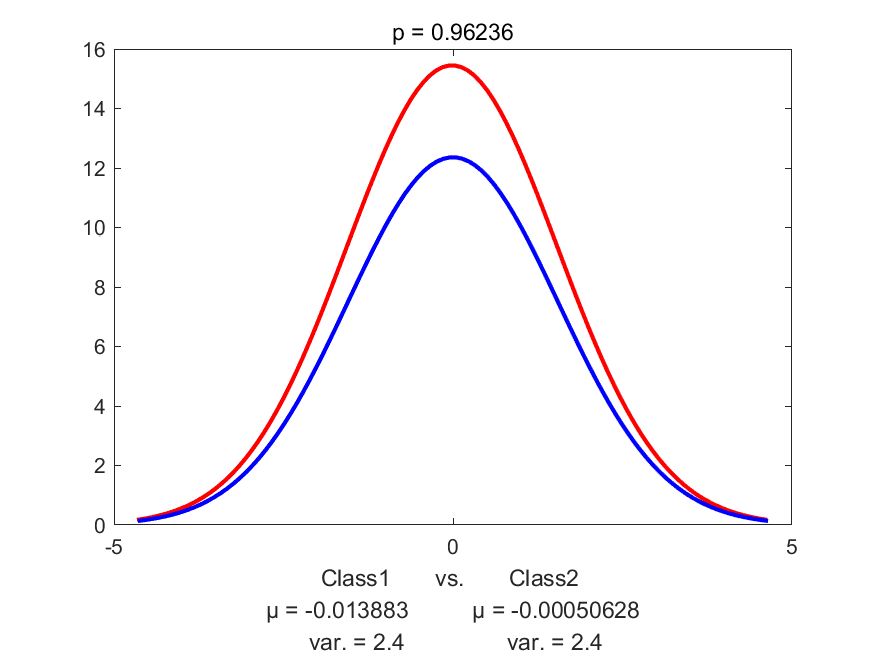 p = 0.96236
16
14
12
10
8
6
4
2
0
-5 0 5
Class1 vs. Class2
μ = -0.013883 μ = -0.00050628
var. = 2.4 var. = 2.4